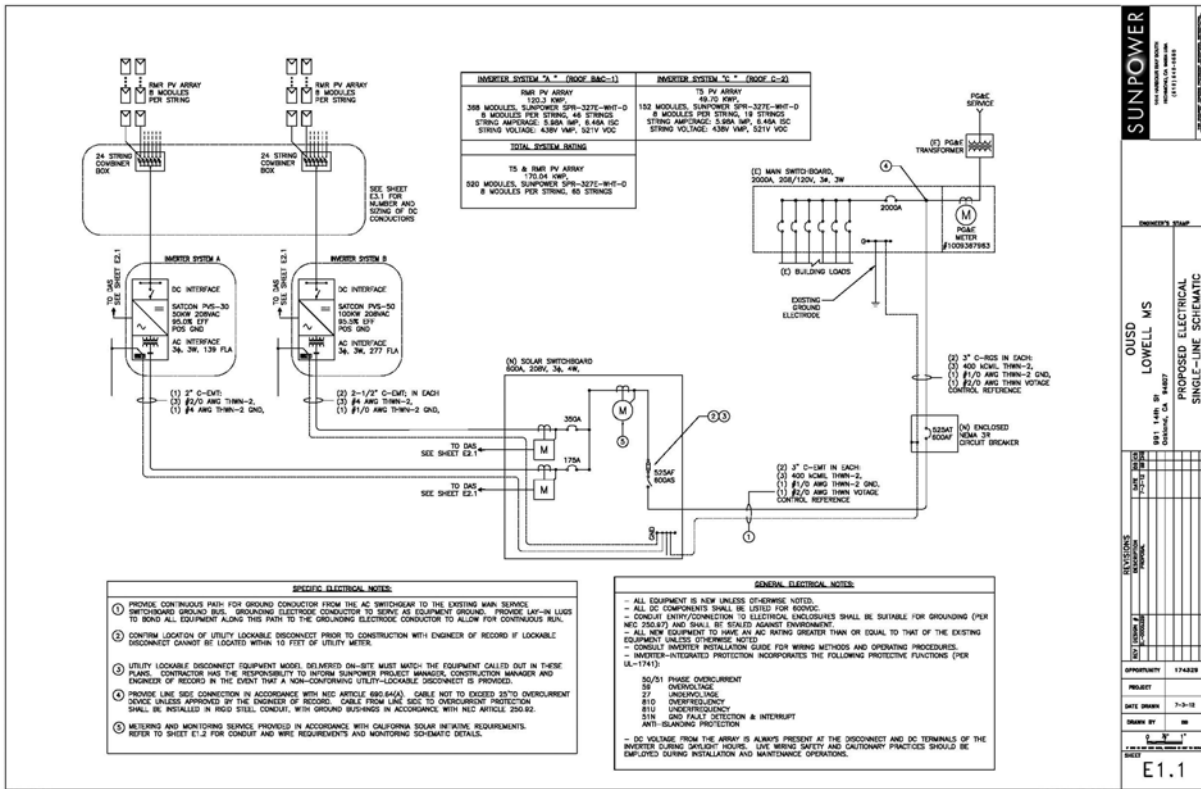 RMR PV ARRAY
8 MODULES
PER STRING
RMR PV ARRAY
8 MODULES
PER STRING
24 STRING
COMBINER
BOX
24 STRING
COMBINER
BOX
SEE SHEET
E3.1 FOR
NUMBER AND
SIZING OF DC
CONDUCTORS
INVERTER SYSTEM "A " (ROOF B&C-1)
RMR PV ARRAY
120.3 KWP,
368 MODULES, SUNPOWER SPR-327E-WHT-D
8 MODULES PER STRING, 46 STRINGS
STRING AMPERAGE: 5.98A IMP, 6.46A ISC
STRING VOLTAGE: 438V VMP, 521V VOC
INVERTER SYSTEM "C " (ROOF C-2)
T5 PV ARRAY
49.70 KWP,
152 MODULES, SUNPOWER SPR-327E-WHT-D
8 MODULES PER STRING, 19 STRINGS
STRING AMPERAGE: 5.98A IMP, 6.46A ISC
STRING VOLTAGE: 438V VMP, 521V VOC
TOTAL SYSTEM RATING
T5 & RMR PV ARRAY
170.04 KWP,
520 MODULES, SUNPOWER SPR-327E-WHT-D
8 MODULES PER STRING, 65 STRINGS
PG&E
SERVICE
(E) PG&E
TRANSFORMER
(E) MAIN SWITCHBOARD,
2000A, 208/120V, 3ø, 3W
4
2000A
M
PG&E
METER
#1009387983
(E) BUILDING LOADS
EXISTING
GROUND
ELECTRODE
INVERTER SYSTEM A
TO DAS
SEE SHEET E2.1
DC INTERFACE
SATCON PVS-30
50KW 208VAC
95.0% EFF
POS GND
AC INTERFACE
3ø, 3W, 139 FLA
INVERTER SYSTEM B
TO DAS
SEE SHEET E2.1
DC INTERFACE
SATCON PVS-50
100KW 208VAC
95.5% EFF
POS GND
AC INTERFACE
3ø, 3W, 277 FLA
(1) 2" C-EMT;
(3) #2/0 AWG THWN-2,
(1) #4 AWG THWN-2 GND,
(2) 2-1/2" C-EMT; IN EACH
(3) #4 AWG THWN-2,
(1) #1/0 AWG THWN-2 GND,
(N) SOLAR SWITCHBOARD
600A, 208V, 3ø, 4W,
350A
M
5
2 3
TO DAS
SEE SHEET E2.1
M
175A
525AF
600AS
TO DAS
SEE SHEET E2.1
M
GND
(2) 3" C-EMT IN EACH:
(3) 400 kCMIL THWN-2,
(1) #1/0 AWG THWN-2 GND,
(1) #2/0 AWG THWN VOTAGE
CONTROL REFERENCE
1
(2) 3" C-RGS IN EACH:
(3) 400 kCMIL THWN-2,
(1) #1/0 AWG THWN-2 GND,
(1) #2/0 AWG THWN VOTAGE
CONTROL REFERENCE
525AT
600AF
(N) ENCLOSED
NEMA 3R
CIRCUIT BREAKER
SPECIFIC ELECTRICAL NOTES:
1 PROVIDE CONTINUOUS PATH FOR GROUND CONDUCTOR FROM THE AC SWITCHGEAR TO THE EXISTING MAIN SERVICE
SWITCHBOARD GROUND BUS. GROUNDING ELECTRODE CONDUCTOR TO SERVE AS EQUIPMENT GROUND. PROVIDE LAY-IN LUGS
TO BOND ALL EQUIPMENT ALONG THIS PATH TO THE GROUNDING ELECTRODE CONDUCTOR TO ALLOW FOR CONTINUOUS RUN.
2 CONFIRM LOCATION OF UTILITY LOCKABLE DISCONNECT PRIOR TO CONSTRUCTION WITH ENGINEER OF RECORD IF LOCKABLE
DISCONNECT CANNOT BE LOCATED WITHIN 10 FEET OF UTILITY METER.
3 UTILITY LOCKABLE DISCONNECT EQUIPMENT MODEL DELIVERED ON-SITE MUST MATCH THE EQUIPMENT CALLED OUT IN THESE
PLANS. CONTRACTOR HAS THE RESPONSIBILITY TO INFORM SUNPOWER PROJECT MANAGER, CONSTRUCTION MANAGER AND
ENGINEER OF RECORD IN THE EVENT THAT A NON-CONFORMING UTILITY-LOCKABLE DISCONNECT IS PROVIDED.
4 PROVIDE LINE SIDE CONNECTION IN ACCORDANCE WITH NEC ARTICLE 690.64(A). CABLE NOT TO EXCEED 25'TO OVERCURRENT
DEVICE UNLESS APPROVED BY THE ENGINEER OF RECORD. CABLE FROM LINE SIDE TO OVERCURRENT PROTECTION
SHALL BE INSTALLED IN RIGID STEEL CONDUIT, WITH GROUND BUSHINGS IN ACCORDANCE WITH NEC ARTICLE 250.92.
5 METERING AND MONITORING SERVICE PROVIDED IN ACCORDANCE WITH CALIFORNIA SOLAR INITIATIVE REQUIREMENTS.
REFER TO SHEET E1.2 FOR CONDUIT AND WIRE REQUIREMENTS AND MONITORING SCHEMATIC DETAILS.
GENERAL ELECTRICAL NOTES:
- ALL EQUIPMENT IS NEW UNLESS OTHERWISE NOTED.
- ALL DC COMPONENTS SHALL BE LISTED FOR 600VDC.
- CONDUIT ENTRY/CONNECTION TO ELECTRICAL ENCLOSURES SHALL BE SUITABLE FOR GROUNDING (PER
NEC 250.97) AND SHALL BE SEALED AGAINST ENVIRONMENT.
- ALL NEW EQUIPMENT TO HAVE AN AIC RATING GREATER THAN OR EQUAL TO THAT OF THE EXISTING
EQUIPMENT UNLESS OTHERWISE NOTED
- CONSULT INVERTER INSTALLATION GUIDE FOR WIRING METHODS AND OPERATING PROCEDURES.
- INVERTER-INTEGRATED PROTECTION INCORPORATES THE FOLLOWING PROTECTIVE FUNCTIONS (PER
UL-1741):
50/51 PHASE OVERCURRENT
59 OVERVOLTAGE
27 UNDERVOLTAGE
81O OVERFREQUENCY
81U UNDERFREQUENCY
51N GND FAULT DETECTION & INTERRUPT
ANTI-ISLANDING PROTECTION
- DC VOLTAGE FROM THE ARRAY IS ALWAYS PRESENT AT THE DISCONNECT AND DC TERMINALS OF THE
INVERTER DURING DAYLIGHT HOURS. LIVE WIRING SAFETY AND CAUTIONARY PRACTICES SHOULD BE
EMPLOYED DURING INSTALLATION AND MAINTENANCE OPERATIONS.
SUNPOWER
ENGINEER'S STAMP
OUSD
LOWELL MS
991 14th St
Oakland, CA 94607
PROPOSED ELECTRICAL
SINGLE-LINE SCHEMATIC
REVISIONS
DESCRIPTION
DATE
PROPOSAL
7-3-12
OPPORTUNITY 174829
PROJECT
DATE DRAWN 7-3-12
DRAWN BY
SHEET
E1.1